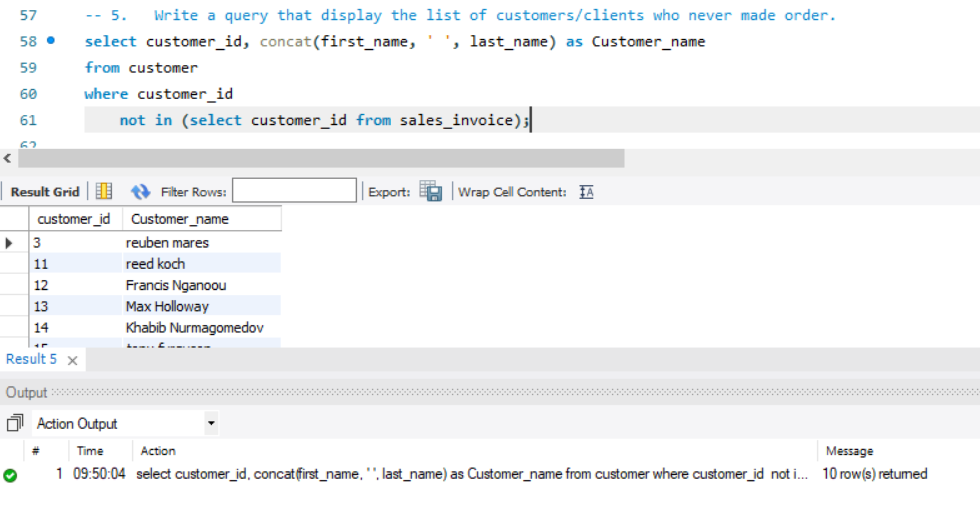 57 -- 5. Write a query that display the list of customers/clients who never made order.
58 select customer_id, concat(first_name, ' ', last_name) as Customer_name
59 from customer
60 where customer_id
61 not in (select customer_id from sales_invoice);
62
Result Grid Filter Rows: Export: Wrap Cell Content:
customer_id Customer_name
3 reuben mares
11 reed koch
12 Francis Nganoou
13 Max Holloway
14 Khabib Nurmagomedov
15
Result 5 ×
Output
Action Output
# Time Action Message
1 09:50:04 select customer_id, concat(first_name, ' ', last_name) as Customer_name from customer where customer_id not i... 10 row(s) returned